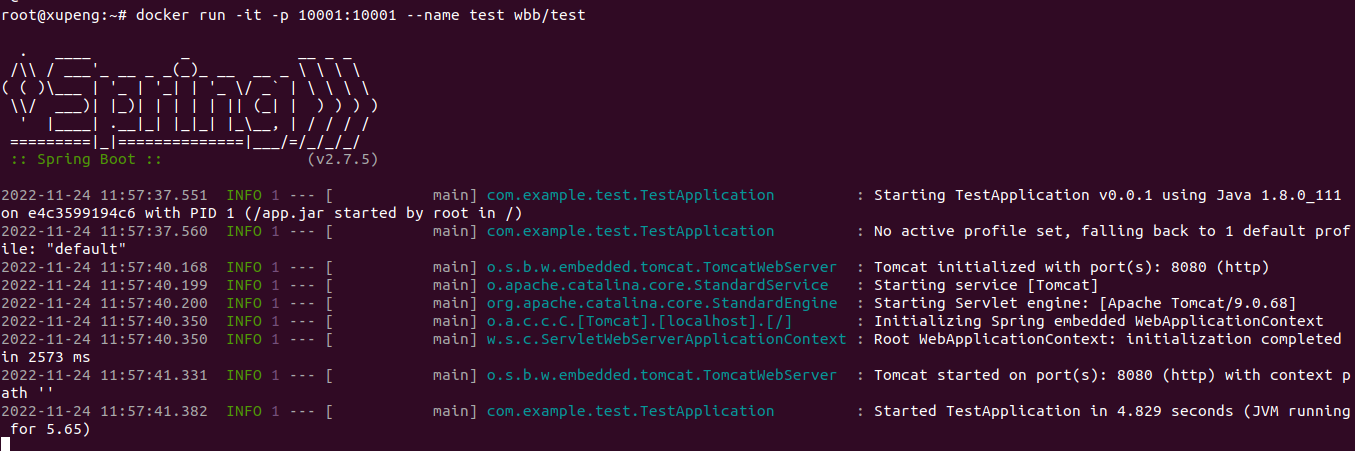 root@xupeng:~# docker run -it -p 10001:10001 --name test wbb/test
  .   ____          _            __ _ _
 /\\ / ___'_ __ _ _(_)_ __  __ _ \ \ \ \
( ( )\___ | '_ | '_| | '_ \/ _` | \ \ \ \
 \\/  ___)| |_)| | | | | || (_| |  ) ) ) )
  '  |____| .__|_| |_|_| |_\__, | / / / /
 =========|_|==============|___/=/_/_/_/
 :: Spring Boot ::                (v2.7.5)
2022-11-24 11:57:37.551  INFO 1 --- [           main] com.example.test.TestApplication         : Starting TestApplication v0.0.1 using Java 1.8.0_111
on e4c3599194c6 with PID 1 (/app.jar started by root in /)
2022-11-24 11:57:37.560  INFO 1 --- [           main] com.example.test.TestApplication         : No active profile set, falling back to 1 default prof
ile: "default"
2022-11-24 11:57:40.168  INFO 1 --- [           main] o.s.b.w.embedded.tomcat.TomcatWebServer  : Tomcat initialized with port(s): 8080 (http)
2022-11-24 11:57:40.199  INFO 1 --- [           main] o.apache.catalina.core.StandardService   : Starting service [Tomcat]
2022-11-24 11:57:40.200  INFO 1 --- [           main] org.apache.catalina.core.StandardEngine  : Starting Servlet engine: [Apache Tomcat/9.0.68]
2022-11-24 11:57:40.350  INFO 1 --- [           main] o.a.c.c.C.[Tomcat].[localhost].[/]       : Initializing Spring embedded WebApplicationContext
2022-11-24 11:57:40.350  INFO 1 --- [           main] w.s.c.ServletWebServerApplicationContext : Root WebApplicationContext: initialization completed
in 2573 ms
2022-11-24 11:57:41.331  INFO 1 --- [           main] o.s.b.w.embedded.tomcat.TomcatWebServer  : Tomcat started on port(s): 8080 (http) with context p
ath ''
2022-11-24 11:57:41.382  INFO 1 --- [           main] com.example.test.TestApplication         : Started TestApplication in 4.829 seconds (JVM running
 for 5.65)